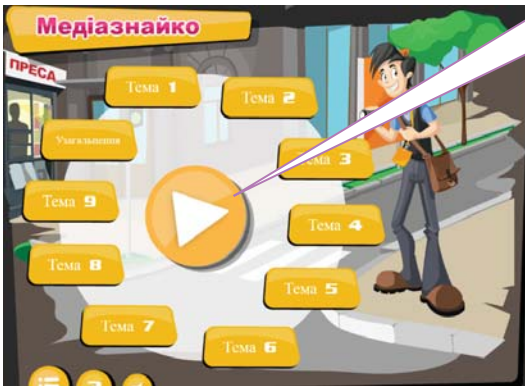 Медіазнайко
ПРЕСА
Тема 1
Тема 2
Тема 3
Тема 4
Тема 5
Тема 6
Тема 7
Тема 8
Тема 9
Узагальнення